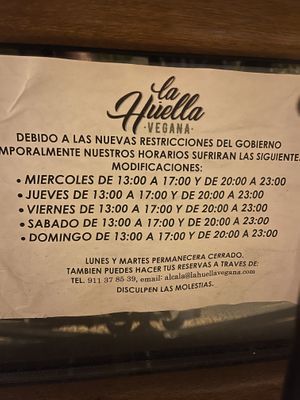 La
Huella
· VEGANA ·
DEBIDO A LAS NUEVAS RESTRICCIONES DEL GOBIERNO
MPORALMENTE NUESTROS HORARIOS SUFRIRAN LAS SIGUIENTE
MODIFICACIONES:
• MIERCOLES DE 13:00 A 17:00 Y DE 20:00 A 23:00
• JUEVES DE 13:00 A 17:00 Y DE 20:00 A 23:00
• VIERNES DE 13:00 A 17:00 Y DE 20:00 A 23:00
• SABADO DE 13:00 A 17:00 Y DE 20:00 A 23:00
• DOMINGO DE 13:00 A 17:00 Y DE 20:00 A 23:00
LUNES Y MARTES PERMANECERA CERRADO.
TAMBIEN PUEDES HACER TUS RESERVAS A TRAVES DE:
TEL. 911 37 85 39, email: alcala@lahuellavegana.com
DISCULPEN LAS MOLESTIAS.